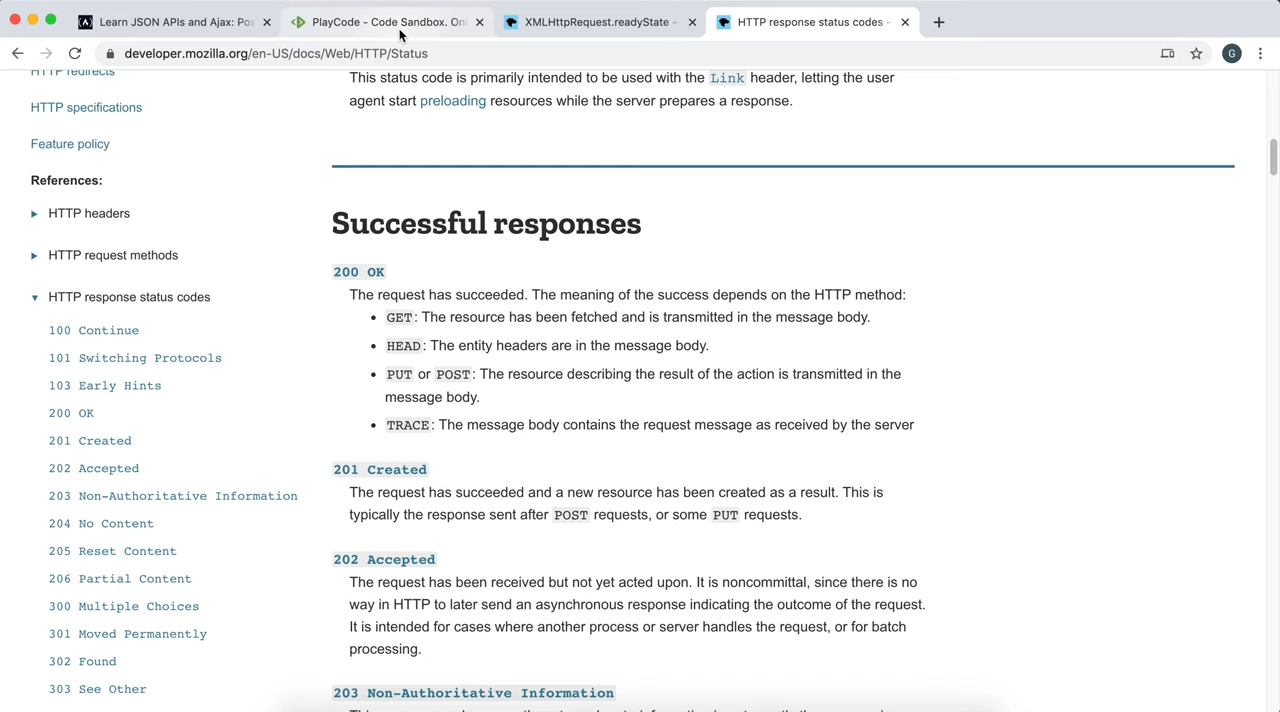 Learn JSON APIs and Ajax: Pos
PlayCode - Code Sandbox. Onl
XMLHttpRequest.readyState -
HTTP response status codes -
developer.mozilla.org/en-US/docs/Web/HTTP/Status
G
HTTP redirects
HTTP specifications
Feature policy
References:
HTTP headers
HTTP request methods
HTTP response status codes
100 Continue
101 Switching Protocols
103 Early Hints
200 OK
201 Created
202 Accepted
203 Non-Authoritative Information
204 No Content
205 Reset Content
206 Partial Content
300 Multiple Choices
301 Moved Permanently
302 Found
303 See Other
This status code is primarily intended to be used with the Link header, letting the user
agent start preloading resources while the server prepares a response.
Successful responses
200 OK
The request has succeeded. The meaning of the success depends on the HTTP method:
• GET: The resource has been fetched and is transmitted in the message body.
• HEAD: The entity headers are in the message body.
• PUT or POST: The resource describing the result of the action is transmitted in the
message body.
• TRACE: The message body contains the request message as received by the server
201 Created
The request has succeeded and a new resource has been created as a result. This is
typically the response sent after POST requests, or some PUT requests.
202 Accepted
The request has been received but not yet acted upon. It is noncommittal, since there is no
way in HTTP to later send an asynchronous response indicating the outcome of the request.
It is intended for cases where another process or server handles the request, or for batch
processing.
203 Non-Authoritative Information